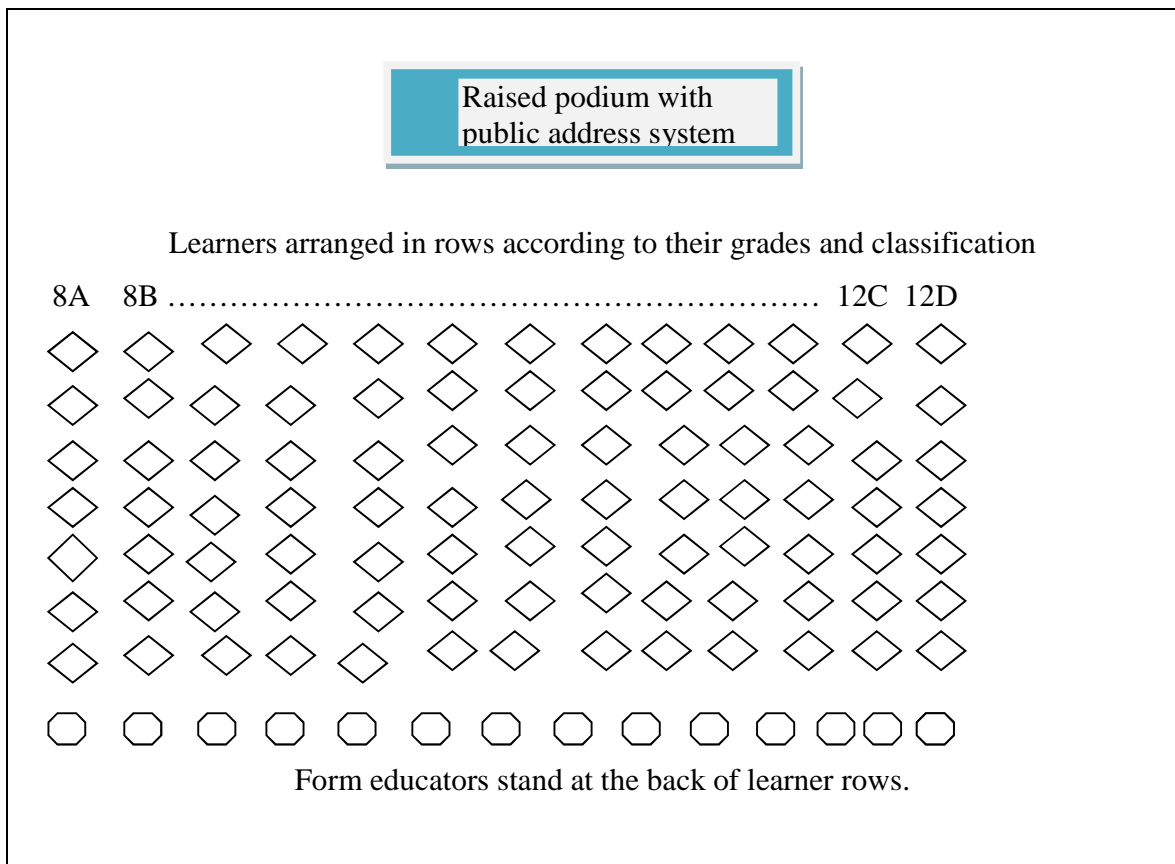 Raised podium with
public address system
Learners arranged in rows according to their grades and classification
8A 8B ………………………………………………………… 12C 12D
Form educators stand at the back of learner rows.